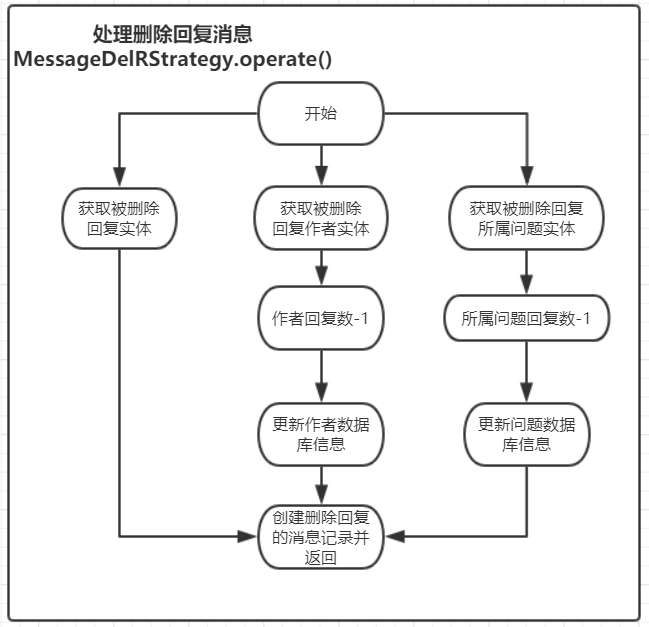 处理删除回复消息
MessageDelRStrategy.operate()
开始
获取被删除
回复实体
获取被删除
回复作者实体
获取被删除回复
所属问题实体
作者回复数-1
所属问题回复数-1
更新作者数据
库信息
更新问题数据
库信息
创建删除回复
的消息记录并
返回